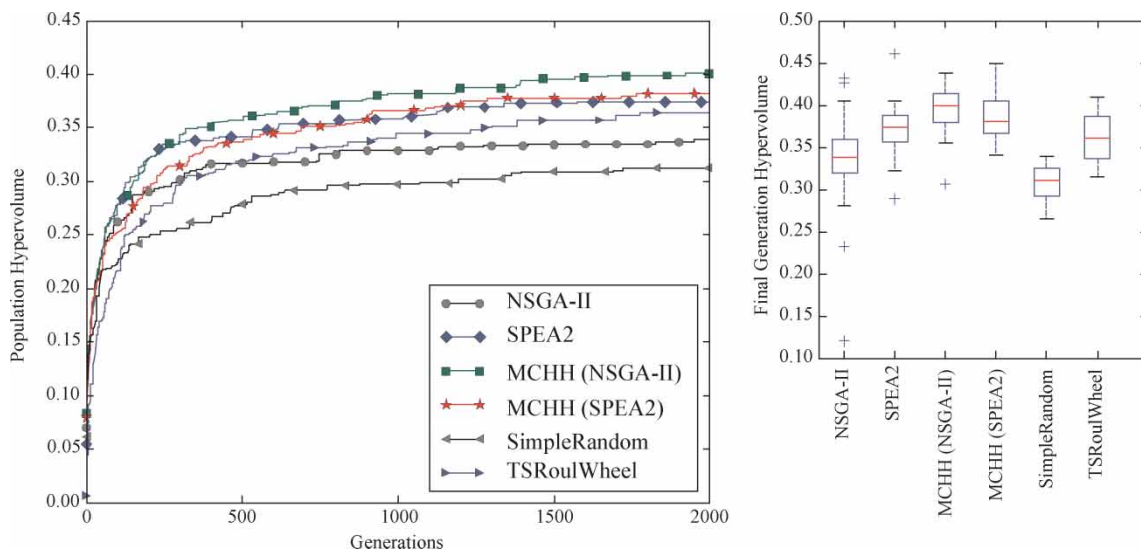 0.45
0.40
0.35
0.30
0.25
0.20
0.15
0.10
0.05
0.00
Population Hypervolume
0
500
1000
1500
2000
Generations
NSGA-II
SPEA2
MCHH (NSGA-II)
MCHH (SPEA2)
SimpleRandom
TSRoulWheel
0.50
0.45
0.40
0.35
0.30
0.25
0.20
0.15
0.10
Final Generation Hypervolume
NSGA-II
SPEA2
MCHH (NSGA-II)
MCHH (SPEA2)
SimpleRandom
TSRoulWheel